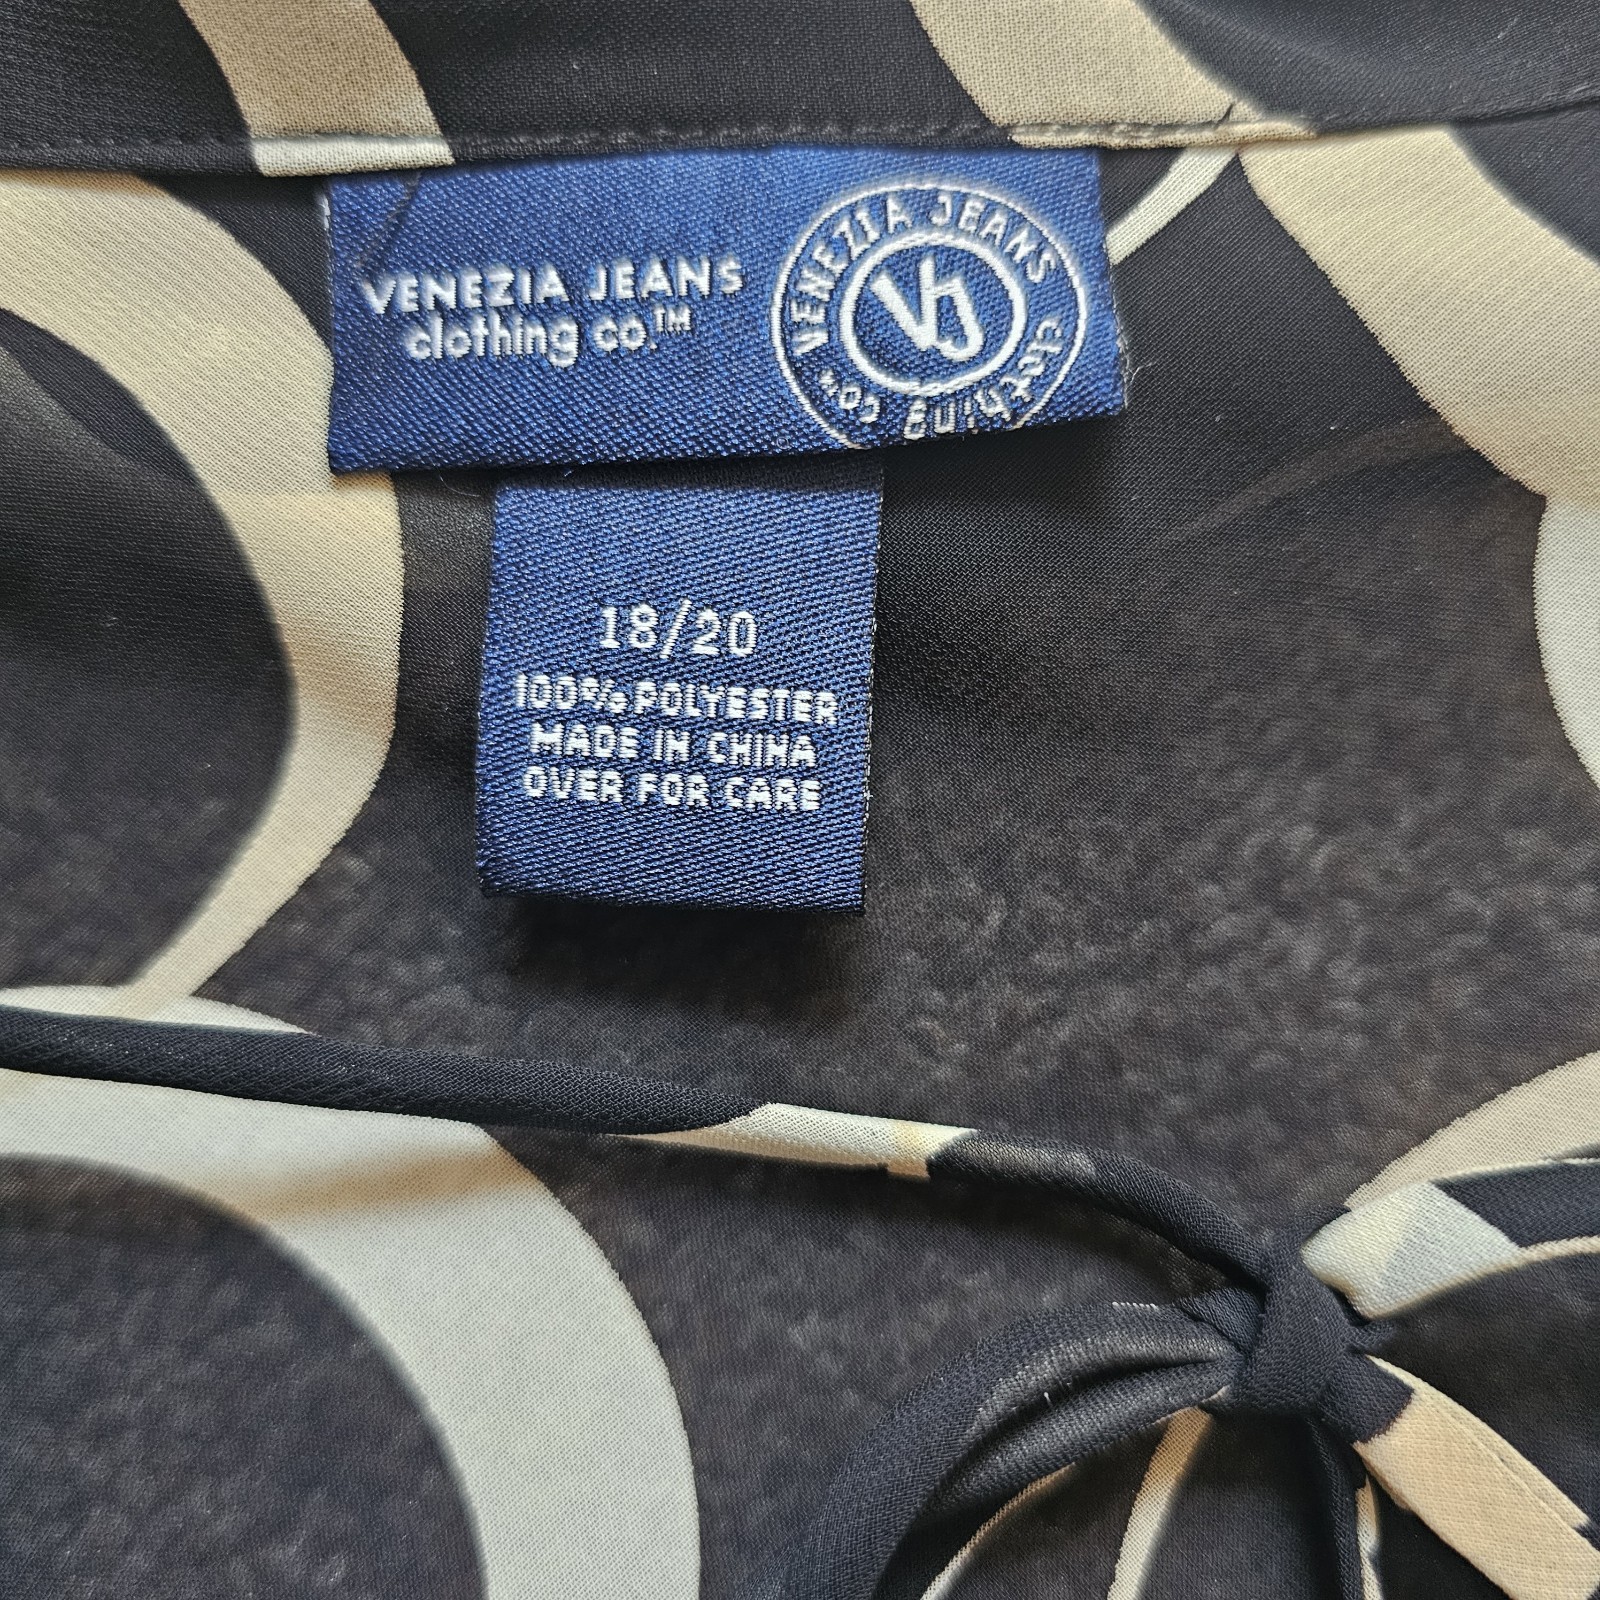 VENEZIA JEANS
clothing co.™
VENEZIA JEANS clothing co™
VJ
18/20
100% POLYESTER
MADE IN CHINA
OVER FOR CARE